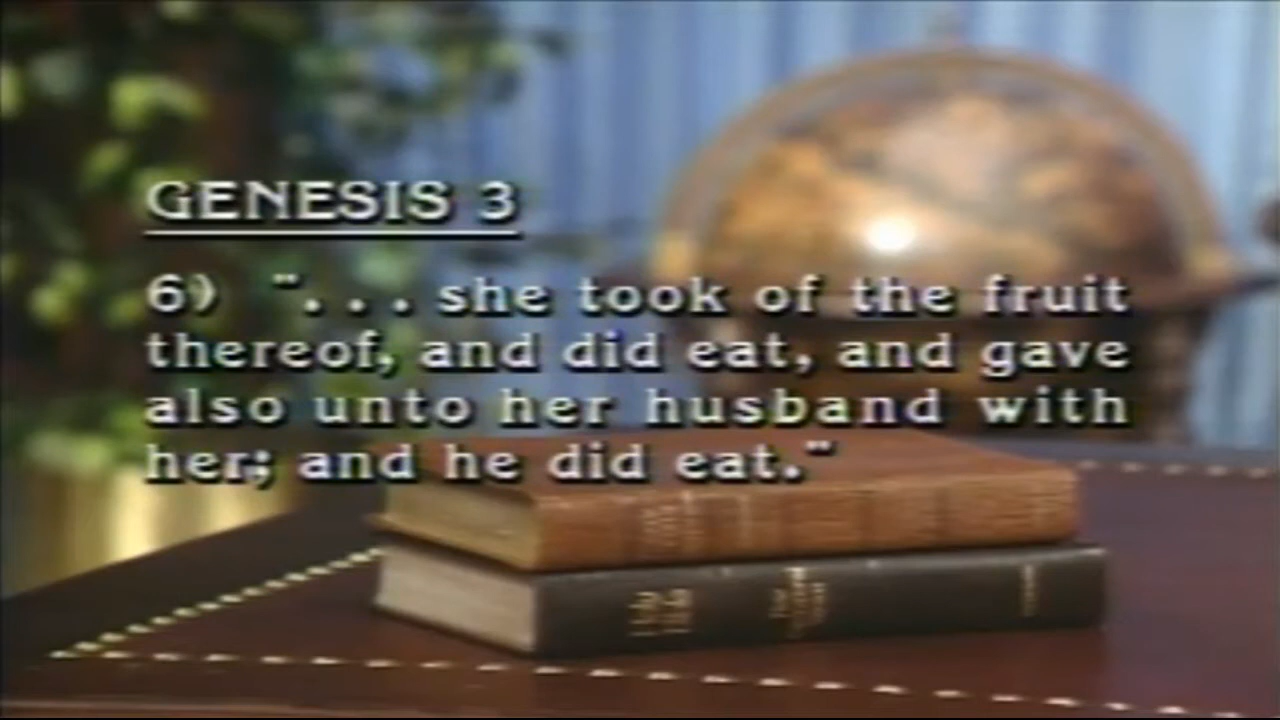 GENESIS 3
6) ". . . she took of the fruit
thereof, and did eat, and gave
also unto her husband with
her; and he did eat."